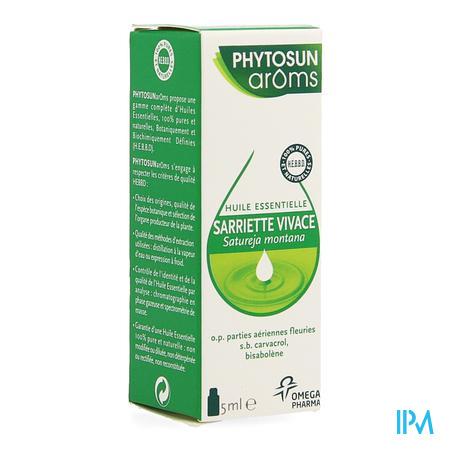 H.E.B.B.D.
PHYTOSUNarôms propose une
gamme complète d'Huiles
Essentielles, 100% pures et
naturelles, Botaniquement et
Biochimiquement Définies
(H.E.B.B.D).
PHYTOSUNarôms s'engage à
respecter les critères de qualité
HEBBD :
• Choix des origines, qualité de
l'espèce botanique et sélection de
l'organe producteur de la plante.
• Qualité des méthodes d'extraction
utilisées : distillation à la vapeur
d'eau ou expression à froid.
• Contrôle de l'identité et de la
qualité de l'Huile Essentielle par
analyse : chromatographie en
phase gazeuse et spectrométrie de
masse.
• Garantie d'une Huile Essentielle
100% pure et naturelle : non
modifiée ou diluée, non déterpénée
ou rectifiée, non reconstituée.
PHYTOSUN
arôms
100% PURES
H.E.B.B.D.
ET NATURELLES
HUILE ESSENTIELLE
SARRIETTE VIVACE
Satureja montana
o.p. parties aériennes fleuries
s.b. carvacrol,
bisabolène
5ml e
OMEGA
PHARMA
IPM